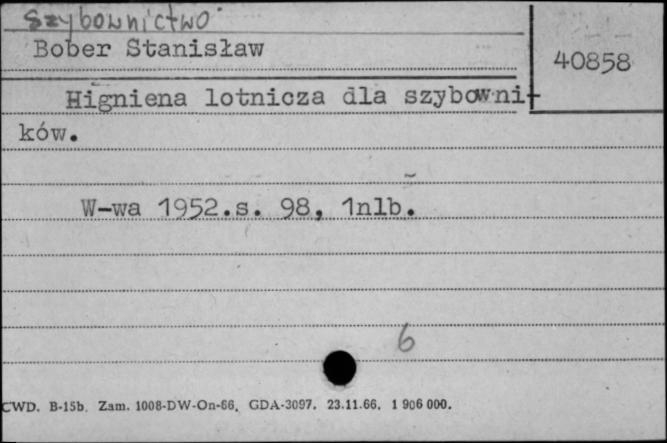 Szybownictwo
Bober Stanisław
40858
Higniena lotnicza dla szybowni-
ków.
W-wa 1952.s. 98, 1nlb.
6
CWD. B-15b. Zam. 1008-DW-On-66. GDA-3097. 23.11.66. 1 906 000.